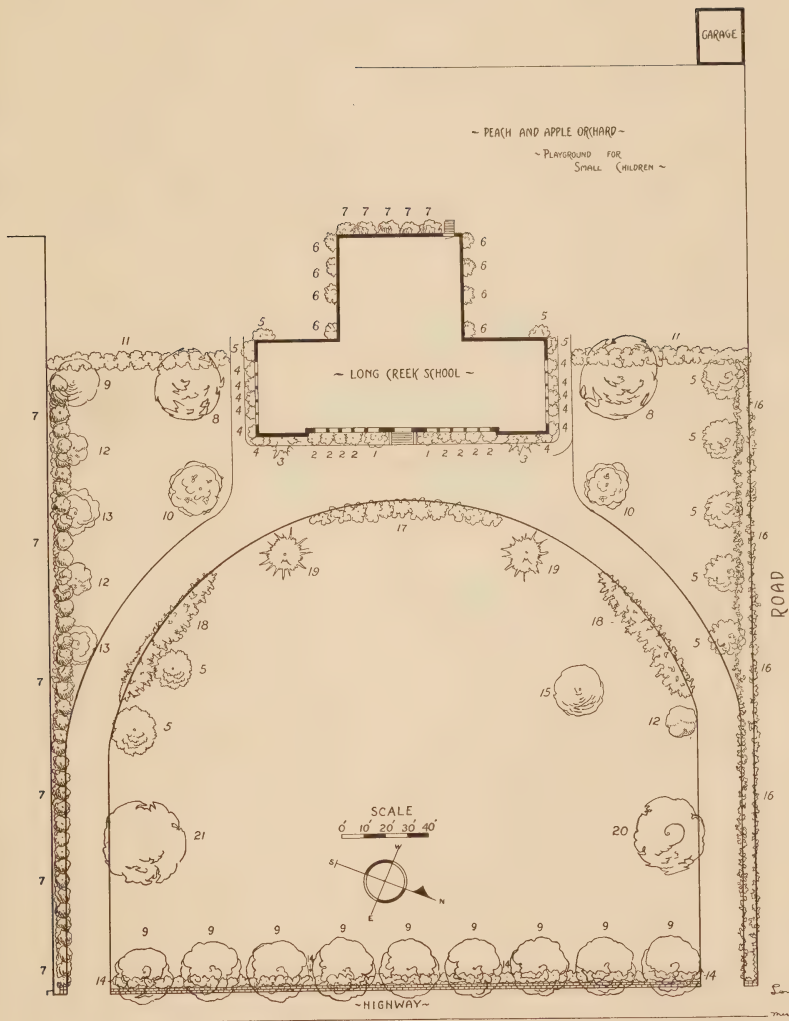 GARAGE
~ PEACH AND APPLE ORCHARD ~
~ PLAYGROUND FOR
SMALL CHILDREN ~
7 7 7 7 7
6 6
6 6
6 6
6 6
5 5
11 11
5 5
~ LONG CREEK SCHOOL ~
9 8 4 4 4 4 4 4 4 4 8 5
7 16
4 3 2 2 2 2 1 1 2 2 2 2 3 4
12 5
13 10 10 5
17
7 19 19 16
12 5
ROAD
18 18
13 5
7 5 15 16
5 12
7 16
21 20
SCALE
0' 10' 20' 30' 40'
W
S
N
E
7
9 9 9 9 9 9 9 9 9
7 14 14 14 14
~HIGHWAY~